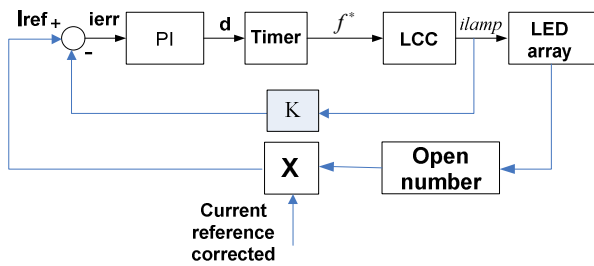 Iref + ierr PI d Timer f* LCC ilamp LED
array
-
K
X Open
number
Current
reference
corrected